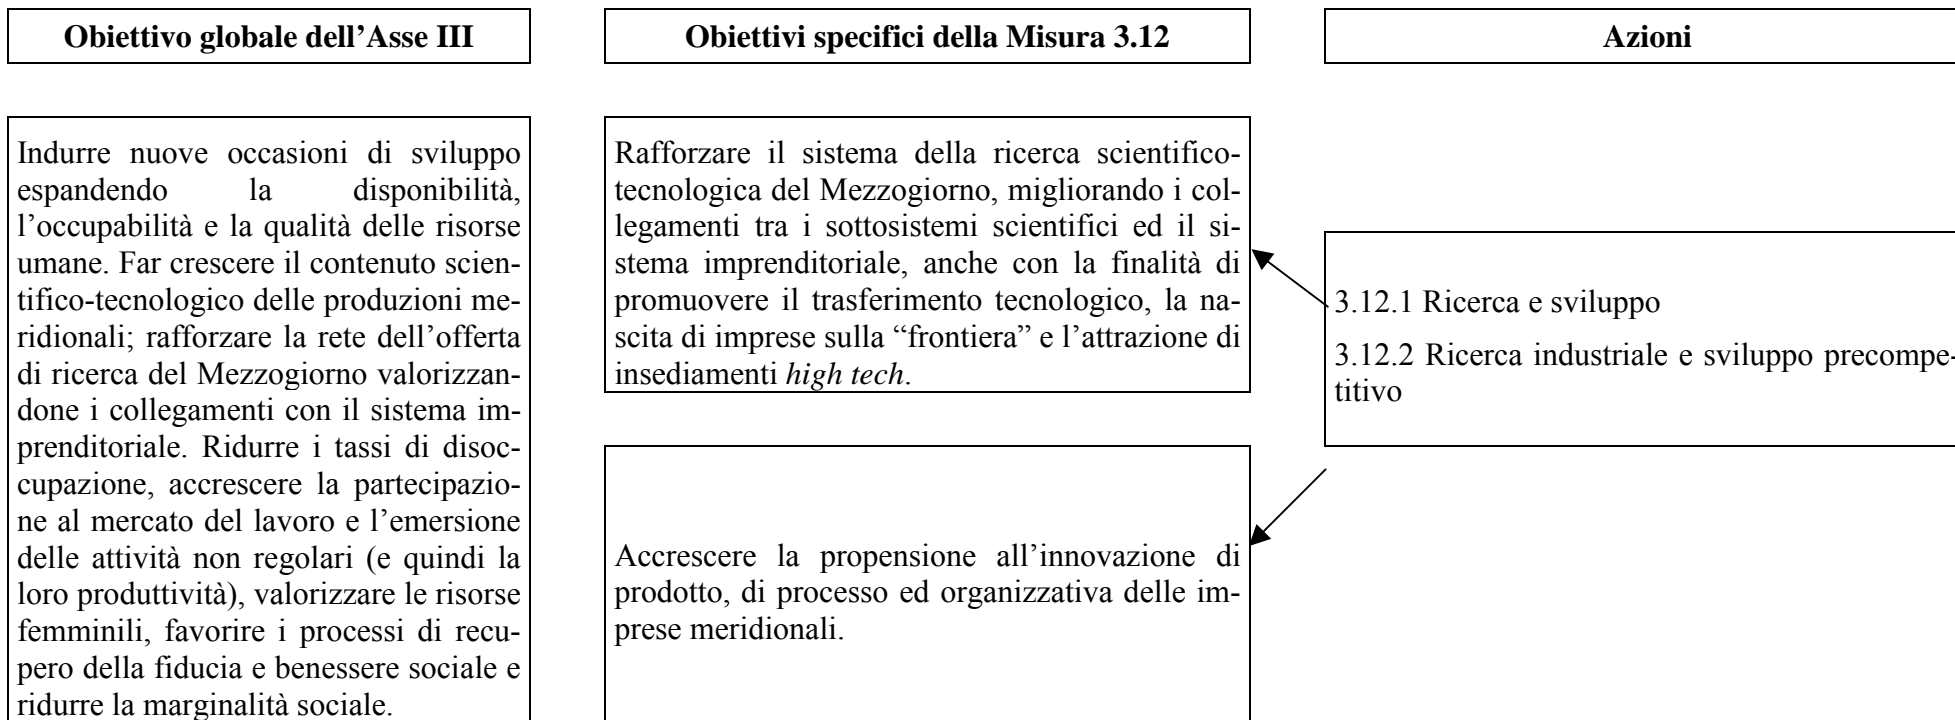 Obiettivo globale dell’Asse III
Obiettivi specifici della Misura 3.12
Azioni
Indurre nuove occasioni di sviluppo
espandendo la disponibilità,
l’occupabilità e la qualità delle risorse
umane. Far crescere il contenuto scien-
tifico-tecnologico delle produzioni me-
ridionali; rafforzare la rete dell’offerta
di ricerca del Mezzogiorno valorizzan-
done i collegamenti con il sistema im-
prenditoriale. Ridurre i tassi di disoc-
cupazione, accrescere la partecipazio-
ne al mercato del lavoro e l’emersione
delle attività non regolari (e quindi la
loro produttività), valorizzare le risorse
femminili, favorire i processi di recu-
pero della fiducia e benessere sociale e
ridurre la marginalità sociale.
Rafforzare il sistema della ricerca scientifico-
tecnologica del Mezzogiorno, migliorando i col-
legamenti tra i sottosistemi scientifici ed il si-
stema imprenditoriale, anche con la finalità di
promuovere il trasferimento tecnologico, la na-
scita di imprese sulla “frontiera” e l’attrazione di
insediamenti high tech.
Accrescere la propensione all’innovazione di
prodotto, di processo ed organizzativa delle im-
prese meridionali.
3.12.1 Ricerca e sviluppo
3.12.2 Ricerca industriale e sviluppo precompe-
titivo